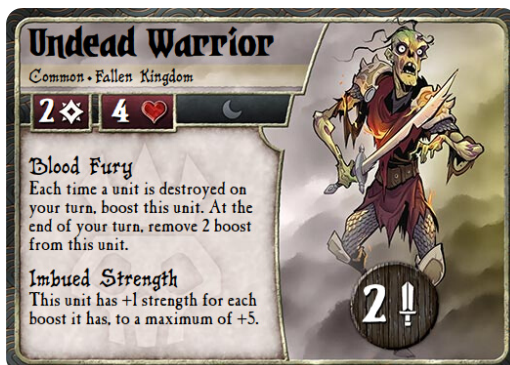 Undead Warrior
Common • Fallen Kingdom
2 4
Blood Fury
Each time a unit is destroyed on
your turn, boost this unit. At the
end of your turn, remove 2 boost
from this unit.
Imbued Strength
This unit has +1 strength for each
boost it has, to a maximum of +5.
2